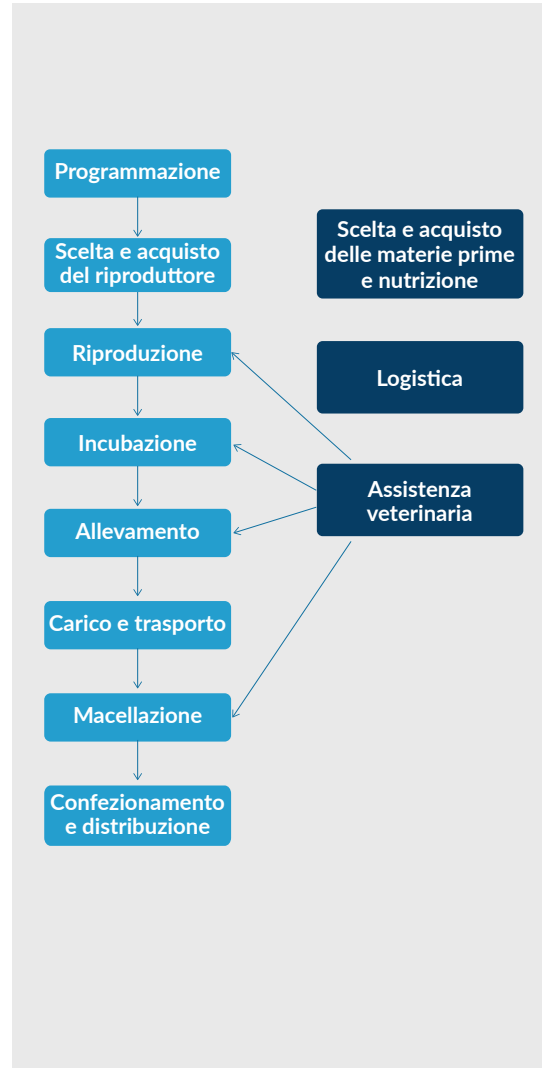 Programmazione
Scelta e acquisto
del riproduttore
Riproduzione
Incubazione
Allevamento
Carico e trasporto
Macellazione
Confezionamento
e distribuzione
Scelta e acquisto
delle materie prime
e nutrizione
Logistica
Assistenza
veterinaria